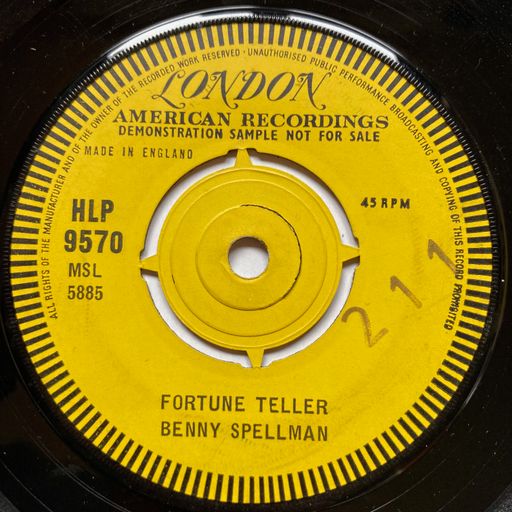 ALL RIGHTS OF THE MANUFACTURER AND OF THE OWNER OF THE RECORDED WORK RESERVED · UNAUTHORISED PUBLIC PERFORMANCE BROADCASTING AND COPYING OF THIS RECORD PROHIBITED
LONDON
AMERICAN RECORDINGS
DEMONSTRATION SAMPLE NOT FOR SALE
MADE IN ENGLAND
HLP
9570
MSL
5885
45 RPM
211
FORTUNE TELLER
BENNY SPELLMAN